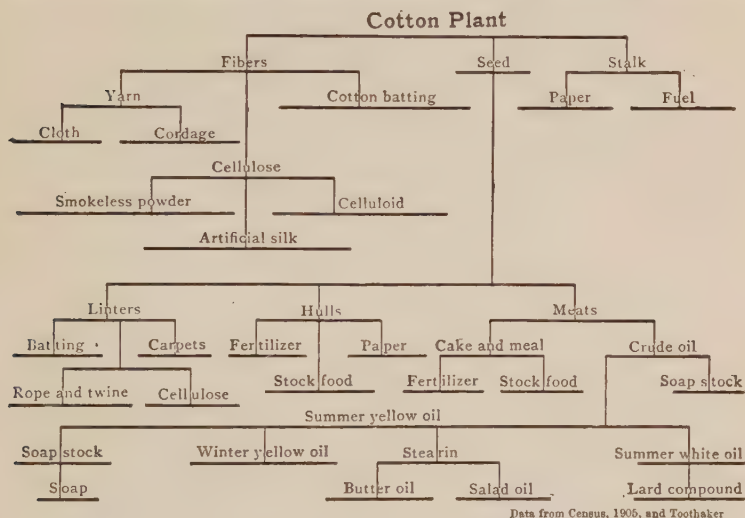 Cotton Plant
Fibers Seed Stalk
Yarn Cotton batting Paper Fuel
Cloth Cordage
Cellulose
Smokeless powder Celluloid
Artificial silk
Linters Hulls Meats
Batting Carpets Fertilizer Paper Cake and meal Crude oil
Rope and twine Cellulose Stock food Fertilizer Stock food Soap stock
Summer yellow oil
Soap stock Winter yellow oil Stearin Summer white oil
Soap Butter oil Salad oil Lard compound
Data from Census, 1905, and Toothaker